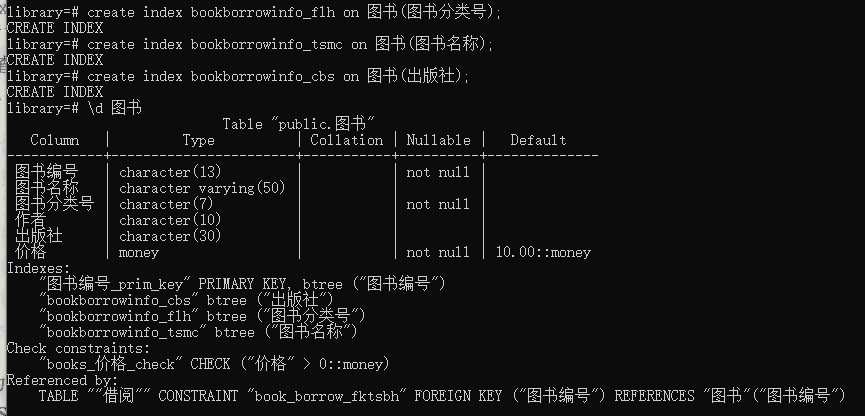 library=# create index bookborrowinfo_flh on 图书(图书分类号);
CREATE INDEX
library=# create index bookborrowinfo_tsmc on 图书(图书名称);
CREATE INDEX
library=# create index bookborrowinfo_cbs on 图书(出版社);
CREATE INDEX
library=# \d 图书
Table "public.图书"
Column | Type | Collation | Nullable | Default
------------+-----------------------+-----------+----------+--------------
图书编号 | character(13) | | not null |
图书名称 | character varying(50) | | |
图书分类号 | character(7) | | not null |
作者 | character(10) | | |
出版社 | character(30) | | |
价格 | money | | not null | 10.00::money
Indexes:
"图书编号_prim_key" PRIMARY KEY, btree ("图书编号")
"bookborrowinfo_cbs" btree ("出版社")
"bookborrowinfo_flh" btree ("图书分类号")
"bookborrowinfo_tsmc" btree ("图书名称")
Check constraints:
"books_价格_check" CHECK ("价格" > 0::money)
Referenced by:
TABLE ""借阅"" CONSTRAINT "book_borrow_fktsbh" FOREIGN KEY ("图书编号") REFERENCES "图书"("图书编号")